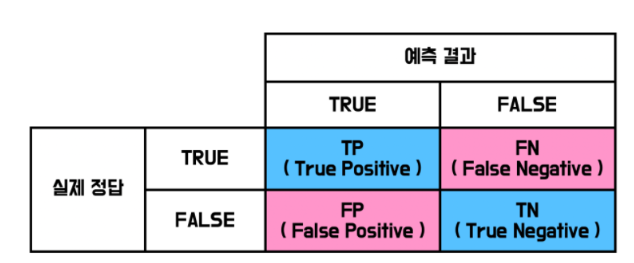 예측 결과
TRUE
FALSE
실제 정답
TRUE
TP
( True Positive )
FN
( False Negative )
FALSE
FP
( False Positive )
TN
( True Negative )